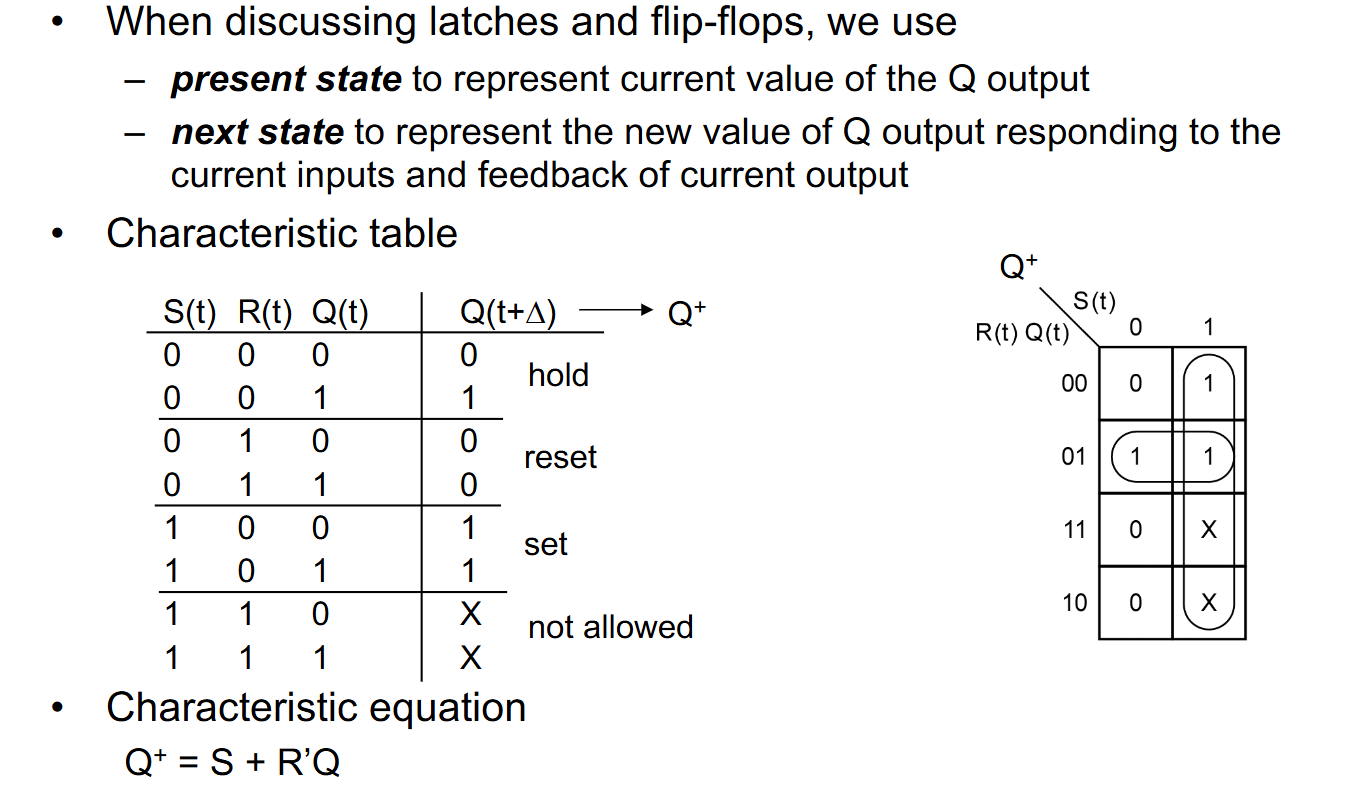 • When discussing latches and flip-flops, we use
– present state to represent current value of the Q output
– next state to represent the new value of Q output responding to the
current inputs and feedback of current output
• Characteristic table
S(t) R(t) Q(t) Q(t+Δ) → Q⁺
0 0 0 0
hold
0 0 1 1
0 1 0 0
reset
0 1 1 0
1 0 0 1
set
1 0 1 1
1 1 0 X
not allowed
1 1 1 X
Q⁺
S(t)
R(t) Q(t) 0 1
00 0 1
01 1 1
11 0 X
10 0 X
• Characteristic equation
Q⁺ = S + R’Q